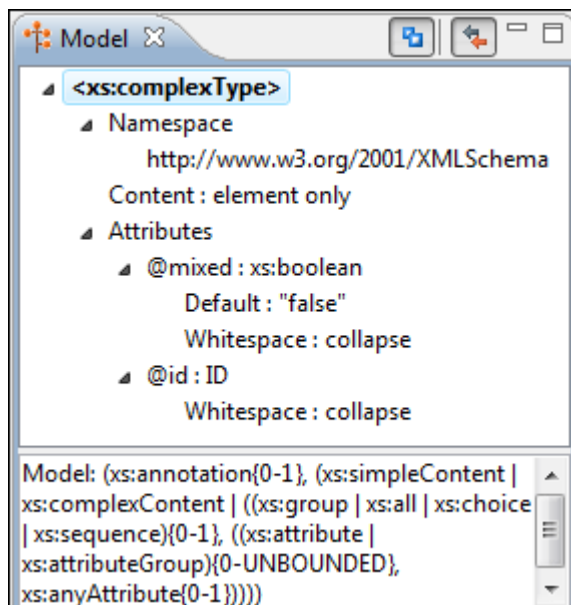 Model
<xs:complexType>
Namespace
http://www.w3.org/2001/XMLSchema
Content : element only
Attributes
@mixed : xs:boolean
Default : "false"
Whitespace : collapse
@id : ID
Whitespace : collapse
Model: (xs:annotation{0-1}, (xs:simpleContent |
xs:complexContent | ((xs:group | xs:all | xs:choice
| xs:sequence){0-1}, ((xs:attribute |
xs:attributeGroup){0-UNBOUNDED},
xs:anyAttribute{0-1}))))